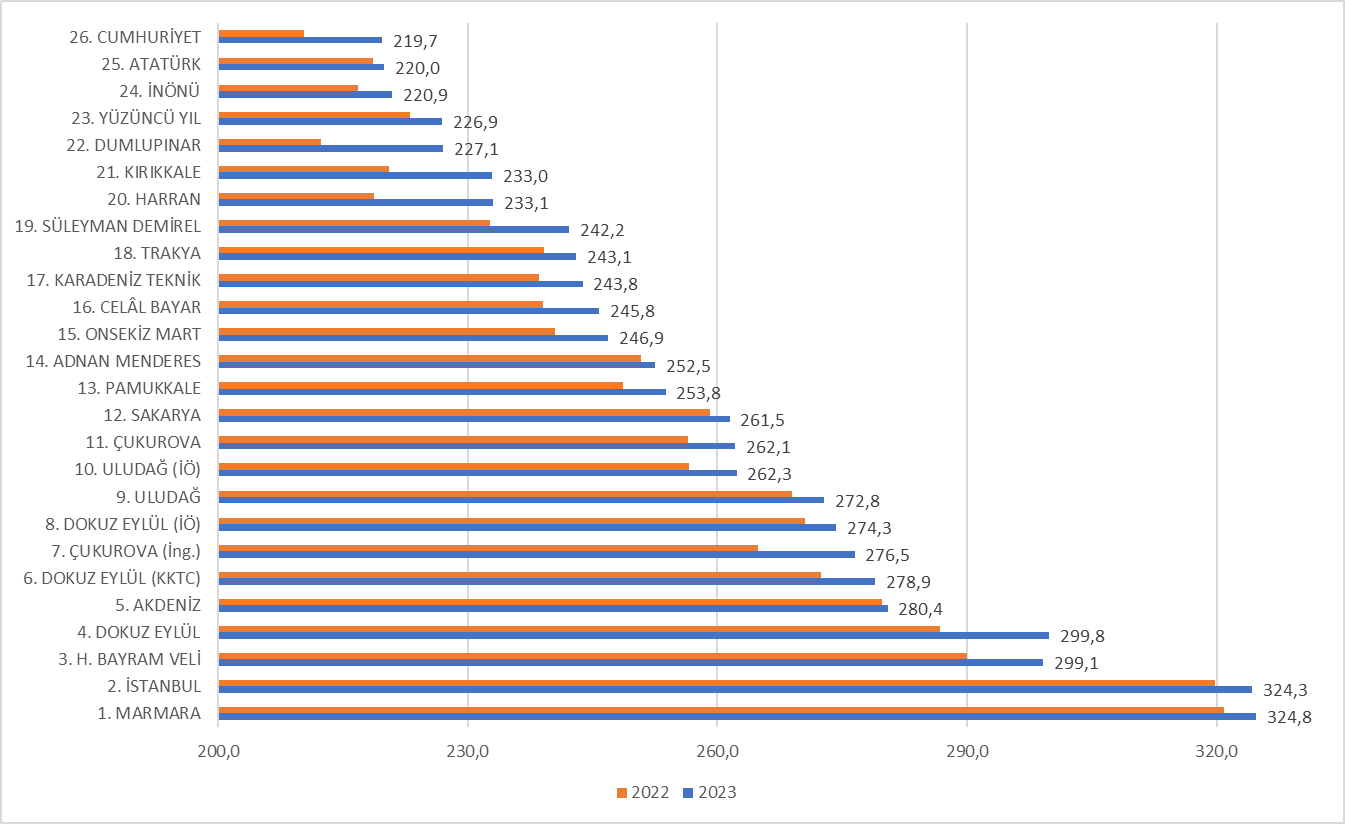 26. CUMHURİYET 219,7
25. ATATÜRK 220,0
24. İNÖNÜ 220,9
23. YÜZÜNCÜ YIL 226,9
22. DUMLUPINAR 227,1
21. KIRIKKALE 233,0
20. HARRAN 233,1
19. SÜLEYMAN DEMİREL 242,2
18. TRAKYA 243,1
17. KARADENİZ TEKNİK 243,8
16. CELÂL BAYAR 245,8
15. ONSEKİZ MART 246,9
14. ADNAN MENDERES 252,5
13. PAMUKKALE 253,8
12. SAKARYA 261,5
11. ÇUKUROVA 262,1
10. ULUDAĞ (İÖ) 262,3
9. ULUDAĞ 272,8
8. DOKUZ EYLÜL (İÖ) 274,3
7. ÇUKUROVA (İng.) 276,5
6. DOKUZ EYLÜL (KKTC) 278,9
5. AKDENİZ 280,4
4. DOKUZ EYLÜL 299,8
3. H. BAYRAM VELİ 299,1
2. İSTANBUL 324,3
1. MARMARA 324,8
200,0 230,0 260,0 290,0 320,0
2022 2023